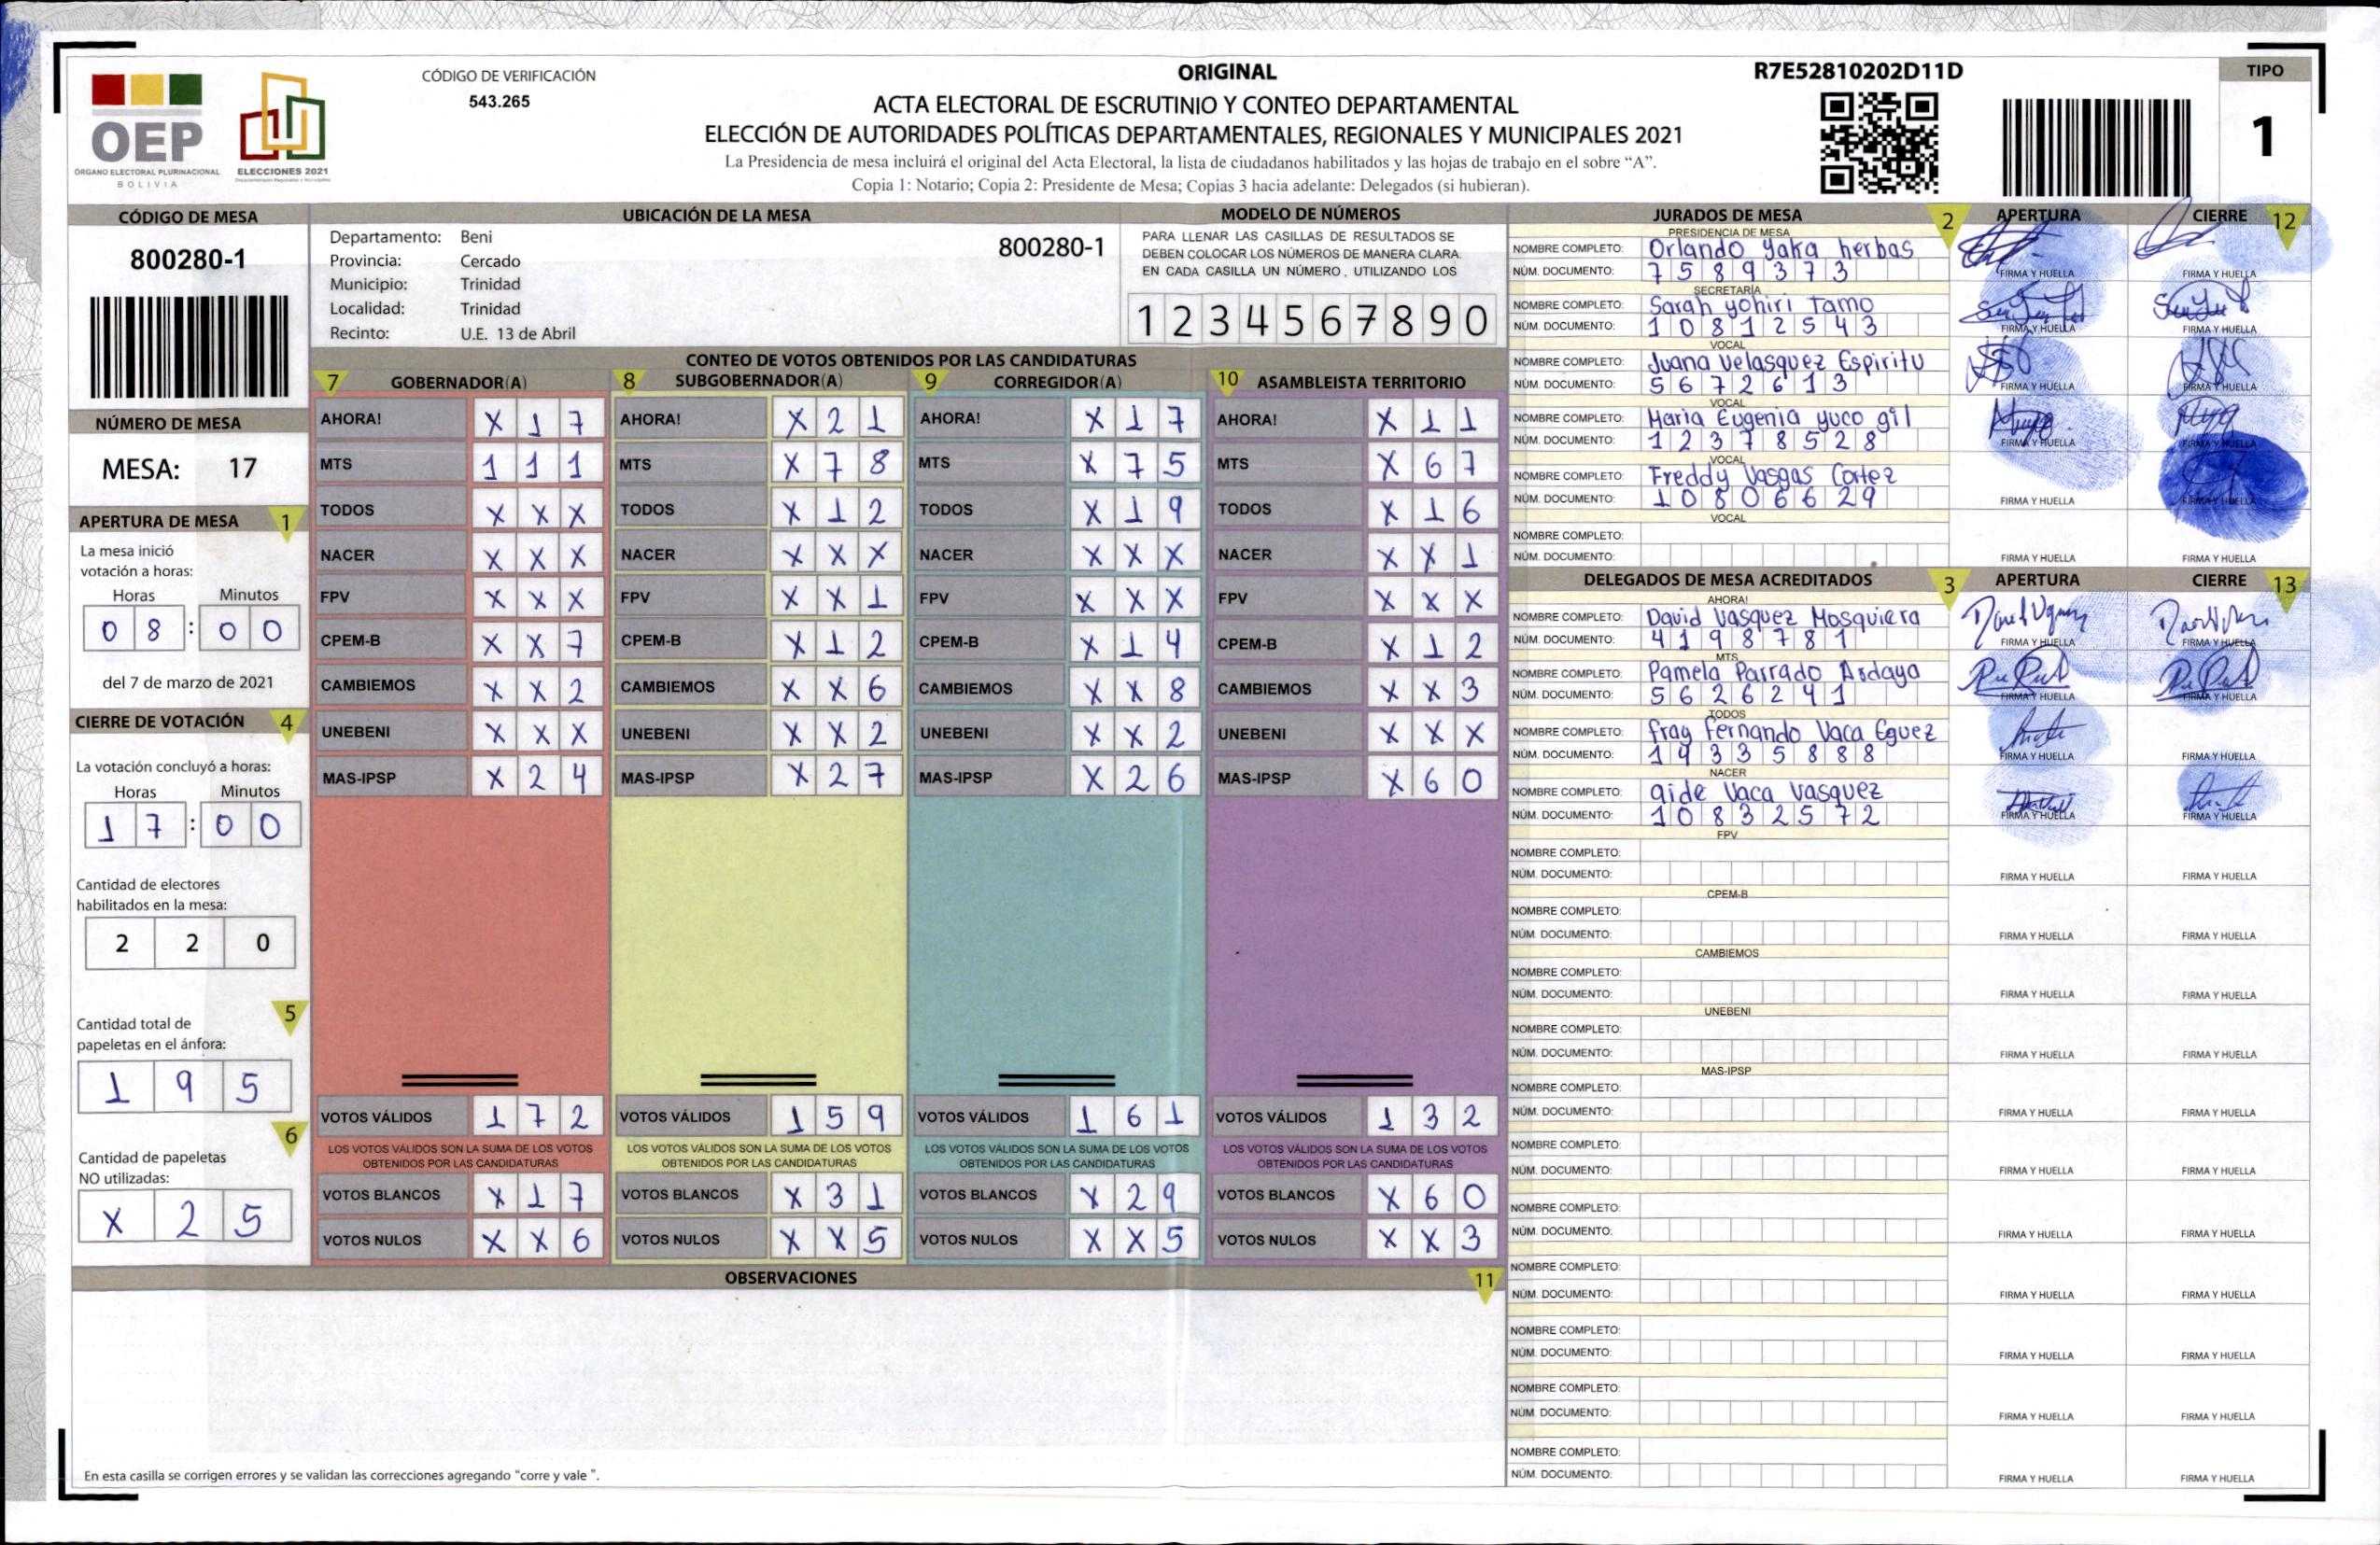 OEP
ÓRGANO ELECTORAL PLURINACIONAL
BOLIVIA
ELECCIONES 2021
CÓDIGO DE VERIFICACIÓN
543.265
ORIGINAL
ACTA ELECTORAL DE ESCRUTINIO Y CONTEO DEPARTAMENTAL
ELECCIÓN DE AUTORIDADES POLÍTICAS DEPARTAMENTALES, REGIONALES Y MUNICIPALES 2021
La Presidencia de mesa incluirá el original del Acta Electoral, la lista de ciudadanos habilitados y las hojas de trabajo en el sobre “A”.
Copia 1: Notario; Copia 2: Presidente de Mesa; Copias 3 hacia adelante: Delegados (si hubieran).
R7E52810202D11D
TIPO
1
CÓDIGO DE MESA
800280-1
NÚMERO DE MESA
MESA: 17
APERTURA DE MESA 1
La mesa inició
votación a horas:
Horas Minutos
0 8 : 0 0
del 7 de marzo de 2021
CIERRE DE VOTACIÓN 4
La votación concluyó a horas:
Horas Minutos
1 7 : 0 0
Cantidad de electores
habilitados en la mesa:
2 2 0
5
Cantidad total de
papeletas en el ánfora:
1 9 5
6
Cantidad de papeletas
NO utilizadas:
X 2 5
UBICACIÓN DE LA MESA
Departamento: Beni
800280-1
Provincia: Cercado
Municipio: Trinidad
Localidad: Trinidad
Recinto: U.E. 13 de Abril
MODELO DE NÚMEROS
PARA LLENAR LAS CASILLAS DE RESULTADOS SE
DEBEN COLOCAR LOS NÚMEROS DE MANERA CLARA.
EN CADA CASILLA UN NÚMERO, UTILIZANDO LOS
1 2 3 4 5 6 7 8 9 0
CONTEO DE VOTOS OBTENIDOS POR LAS CANDIDATURAS
7 GOBERNADOR(A) 8 SUBGOBERNADOR(A) 9 CORREGIDOR(A) 10 ASAMBLEISTA TERRITORIO
AHORA! X 1 7 AHORA! X 2 1 AHORA! X 1 7 AHORA! X 1 1
MTS 1 1 1 MTS X 7 8 MTS X 7 5 MTS X 6 7
TODOS X X X TODOS X 1 2 TODOS X 1 9 TODOS X 1 6
NACER X X X NACER X X X NACER X X X NACER X X 1
FPV X X X FPV X X 1 FPV X X X FPV X X X
CPEM-B X X 7 CPEM-B X 1 2 CPEM-B X 1 4 CPEM-B X 1 2
CAMBIEMOS X X 2 CAMBIEMOS X X 6 CAMBIEMOS X X 8 CAMBIEMOS X X 3
UNEBENI X X X UNEBENI X X 2 UNEBENI X X 2 UNEBENI X X X
MAS-IPSP X 2 4 MAS-IPSP X 2 7 MAS-IPSP X 2 6 MAS-IPSP X 6 0
VOTOS VÁLIDOS 1 7 2 VOTOS VÁLIDOS 1 5 9 VOTOS VÁLIDOS 1 6 1 VOTOS VÁLIDOS 1 3 2
LOS VOTOS VÁLIDOS SON LA SUMA DE LOS VOTOS LOS VOTOS VÁLIDOS SON LA SUMA DE LOS VOTOS LOS VOTOS VÁLIDOS SON LA SUMA DE LOS VOTOS LOS VOTOS VÁLIDOS SON LA SUMA DE LOS VOTOS
OBTENIDOS POR LAS CANDIDATURAS OBTENIDOS POR LAS CANDIDATURAS OBTENIDOS POR LAS CANDIDATURAS OBTENIDOS POR LAS CANDIDATURAS
VOTOS BLANCOS X 1 7 VOTOS BLANCOS X 3 1 VOTOS BLANCOS X 2 9 VOTOS BLANCOS X 6 0
VOTOS NULOS X X 6 VOTOS NULOS X X 5 VOTOS NULOS X X 5 VOTOS NULOS X X 3
OBSERVACIONES 11
En esta casilla se corrigen errores y se validan las correcciones agregando "corre y vale ".
JURADOS DE MESA 2 APERTURA CIERRE 12
PRESIDENCIA DE MESA
NOMBRE COMPLETO: Orlando yaka herbas
NÚM. DOCUMENTO: 7 5 8 9 3 7 3 FIRMA Y HUELLA FIRMA Y HUELLA
SECRETARÍA
NOMBRE COMPLETO: Sarah yohiri tamo
NÚM. DOCUMENTO: 1 0 8 1 2 5 4 3 FIRMA Y HUELLA FIRMA Y HUELLA
VOCAL
NOMBRE COMPLETO: Juana Velasquez Espiritu
NÚM. DOCUMENTO: 5 6 7 2 6 1 3 FIRMA Y HUELLA FIRMA Y HUELLA
VOCAL
NOMBRE COMPLETO: Maria Eugenia yuco gil
NÚM. DOCUMENTO: 1 2 3 7 8 5 2 8 FIRMA Y HUELLA FIRMA Y HUELLA
VOCAL
NOMBRE COMPLETO: Freddy Vasgas Cortez
NÚM. DOCUMENTO: 1 0 8 0 6 6 2 9 FIRMA Y HUELLA FIRMA Y HUELLA
VOCAL
NOMBRE COMPLETO:
NÚM. DOCUMENTO: FIRMA Y HUELLA FIRMA Y HUELLA
DELEGADOS DE MESA ACREDITADOS 3 APERTURA CIERRE 13
AHORA!
NOMBRE COMPLETO: David Vasquez Mosquiera
NÚM. DOCUMENTO: 4 1 9 8 7 8 1 FIRMA Y HUELLA FIRMA Y HUELLA
MTS
NOMBRE COMPLETO: Pamela Parrado Ardaya
NÚM. DOCUMENTO: 5 6 2 6 2 4 1 FIRMA Y HUELLA FIRMA Y HUELLA
TODOS
NOMBRE COMPLETO: fray Fernando Vaca Eguez
NÚM. DOCUMENTO: 1 4 3 3 5 8 8 8 FIRMA Y HUELLA FIRMA Y HUELLA
NACER
NOMBRE COMPLETO: aide Vaca Vasquez
NÚM. DOCUMENTO: 1 0 8 3 2 5 7 2 FIRMA Y HUELLA FIRMA Y HUELLA
FPV
NOMBRE COMPLETO:
NÚM. DOCUMENTO: FIRMA Y HUELLA FIRMA Y HUELLA
CPEM-B
NOMBRE COMPLETO:
NÚM. DOCUMENTO: FIRMA Y HUELLA FIRMA Y HUELLA
CAMBIEMOS
NOMBRE COMPLETO:
NÚM. DOCUMENTO: FIRMA Y HUELLA FIRMA Y HUELLA
UNEBENI
NOMBRE COMPLETO:
NÚM. DOCUMENTO: FIRMA Y HUELLA FIRMA Y HUELLA
MAS-IPSP
NOMBRE COMPLETO:
NÚM. DOCUMENTO: FIRMA Y HUELLA FIRMA Y HUELLA
NOMBRE COMPLETO:
NÚM. DOCUMENTO: FIRMA Y HUELLA FIRMA Y HUELLA
NOMBRE COMPLETO:
NÚM. DOCUMENTO: FIRMA Y HUELLA FIRMA Y HUELLA
NOMBRE COMPLETO:
NÚM. DOCUMENTO: FIRMA Y HUELLA FIRMA Y HUELLA
NOMBRE COMPLETO:
NÚM. DOCUMENTO: FIRMA Y HUELLA FIRMA Y HUELLA
NOMBRE COMPLETO:
NÚM. DOCUMENTO: FIRMA Y HUELLA FIRMA Y HUELLA
NOMBRE COMPLETO:
NÚM. DOCUMENTO: FIRMA Y HUELLA FIRMA Y HUELLA